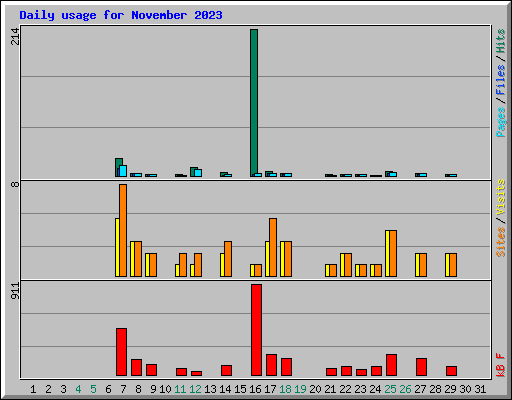 Daily usage for November 2023
214
8
911
Pages/Files/Hits
Sites/Visits
kB F
1 2 3 4 5 6 7 8 9 10 11 12 13 14 15 16 17 18 19 20 21 22 23 24 25 26 27 28 29 30 31